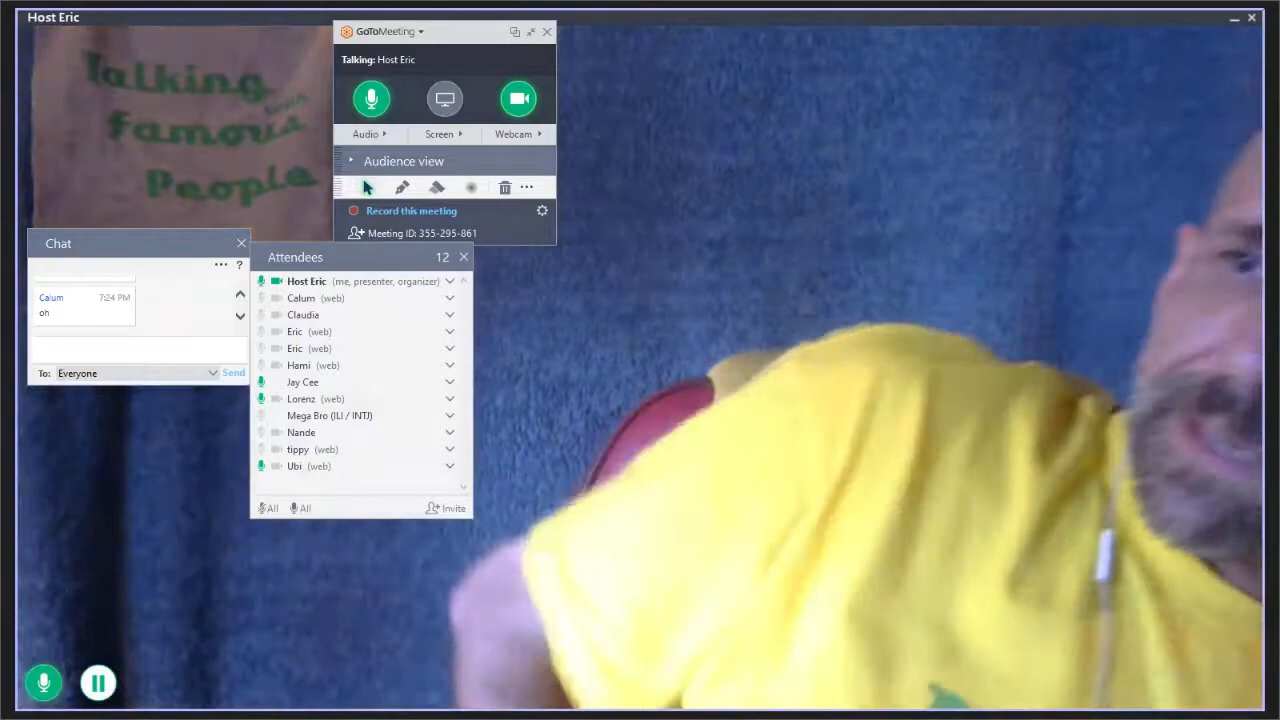 Host Eric
Talking
famous
People
GoToMeeting
Talking: Host Eric
Audio
Screen
Webcam
Audience view
Record this meeting
Meeting ID: 355-295-861
Chat
... ?
Calum 7:24 PM
oh
To: Everyone Send
Attendees 12
Host Eric (me, presenter, organizer)
Calum (web)
Claudia
Eric (web)
Eric (web)
Hami (web)
Jay Cee
Lorenz (web)
Mega Bro (ILI / INTJ)
Nande
tippy (web)
Ubi (web)
All All Invite